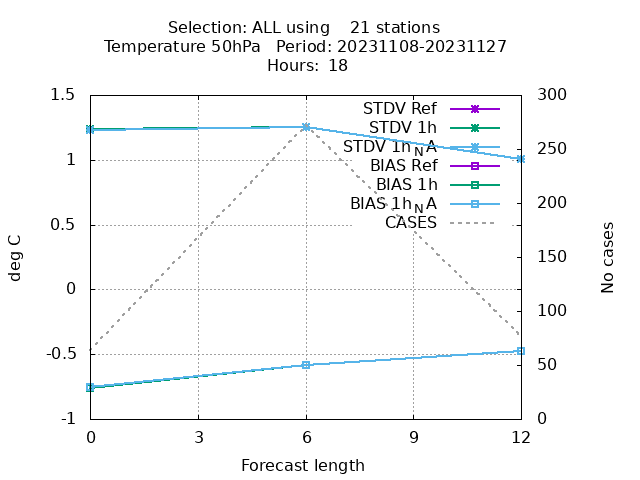 Selection: ALL using    21 stations
Temperature 50hPa   Period: 20231108-20231127
Hours: 18
STDV Ref
STDV 1h
STDV 1h_NA
BIAS Ref
BIAS 1h
BIAS 1h_NA
CASES
1.5
1
0.5
0
-0.5
-1
deg C
300
250
200
150
100
50
0
No cases
0 3 6 9 12
Forecast length